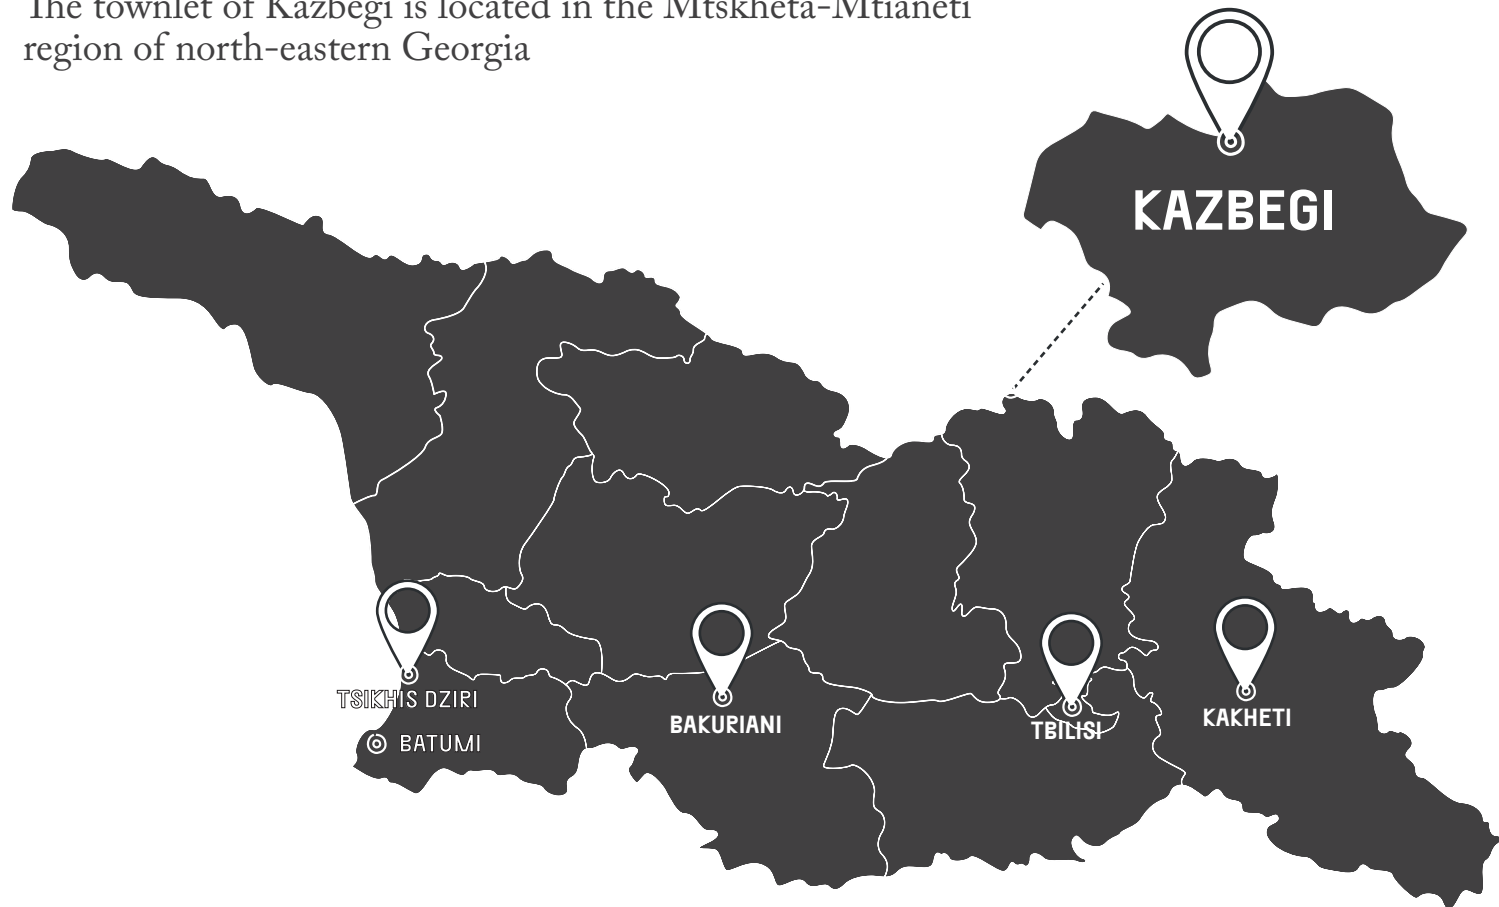 The townlet of Kazbegi is located in the Mtskheta-Mtianeti
region of north-eastern Georgia
KAZBEGI
TSIKHIS DZIRI
BATUMI
BAKURIANI
TBILISI
KAKHETI